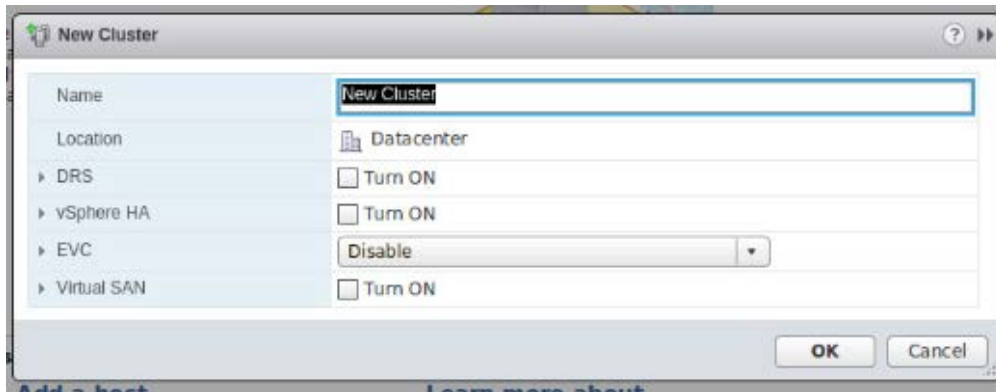 New Cluster
Name New Cluster
Location Datacenter
DRS Turn ON
vSphere HA Turn ON
EVC Disable
Virtual SAN Turn ON
OK Cancel
Add a host Learn more about